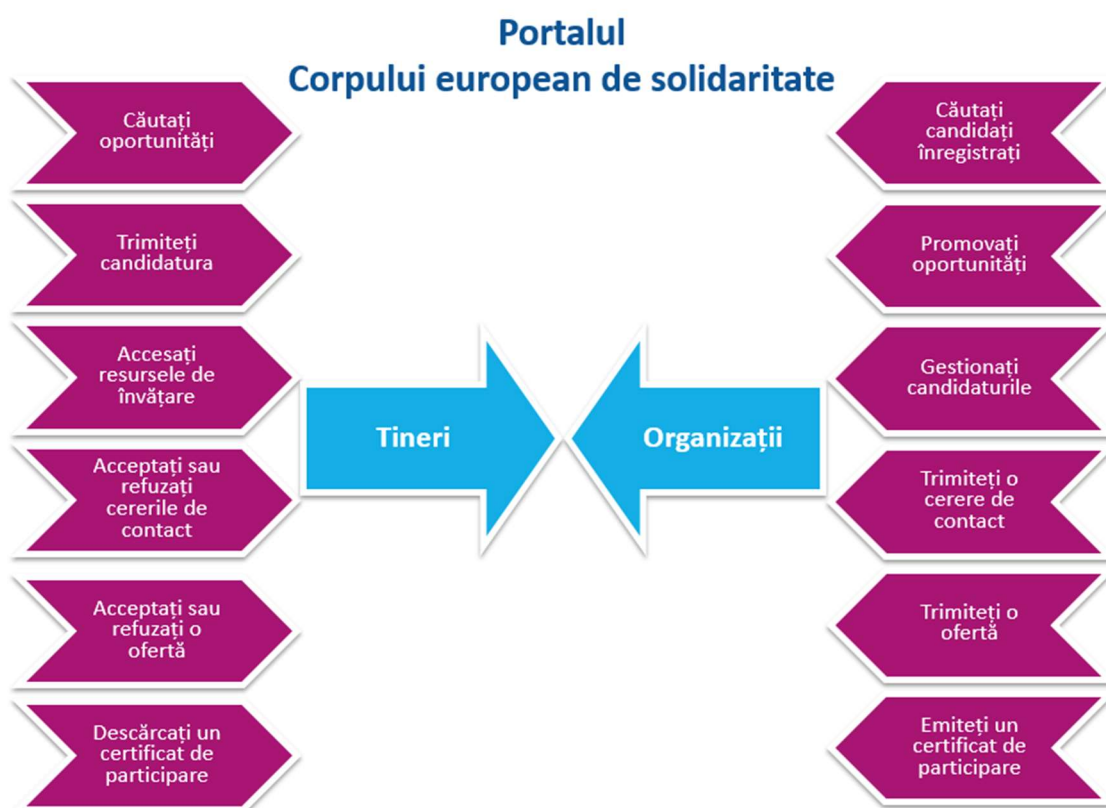 Portalul
Corpului european de solidaritate
Căutați
oportunități
Trimiteți
candidatura
Accesați
resursele de
învățare
Acceptați sau
refuzați
cererile de
contact
Acceptați sau
refuzați o
ofertă
Descărcați un
certificat de
participare
Tineri
Organizații
Căutați
candidați
înregistrați
Promovați
oportunități
Gestionați
candidaturile
Trimiteți o
cerere de
contact
Trimiteți o
ofertă
Emiteți un
certificat de
participare